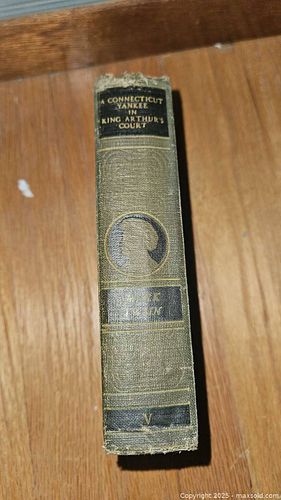 A CONNECTICUT
YANKEE
IN
KING ARTHUR'S
COURT
MARK
TWAIN
V
Copyright 2025 - maxsold.com